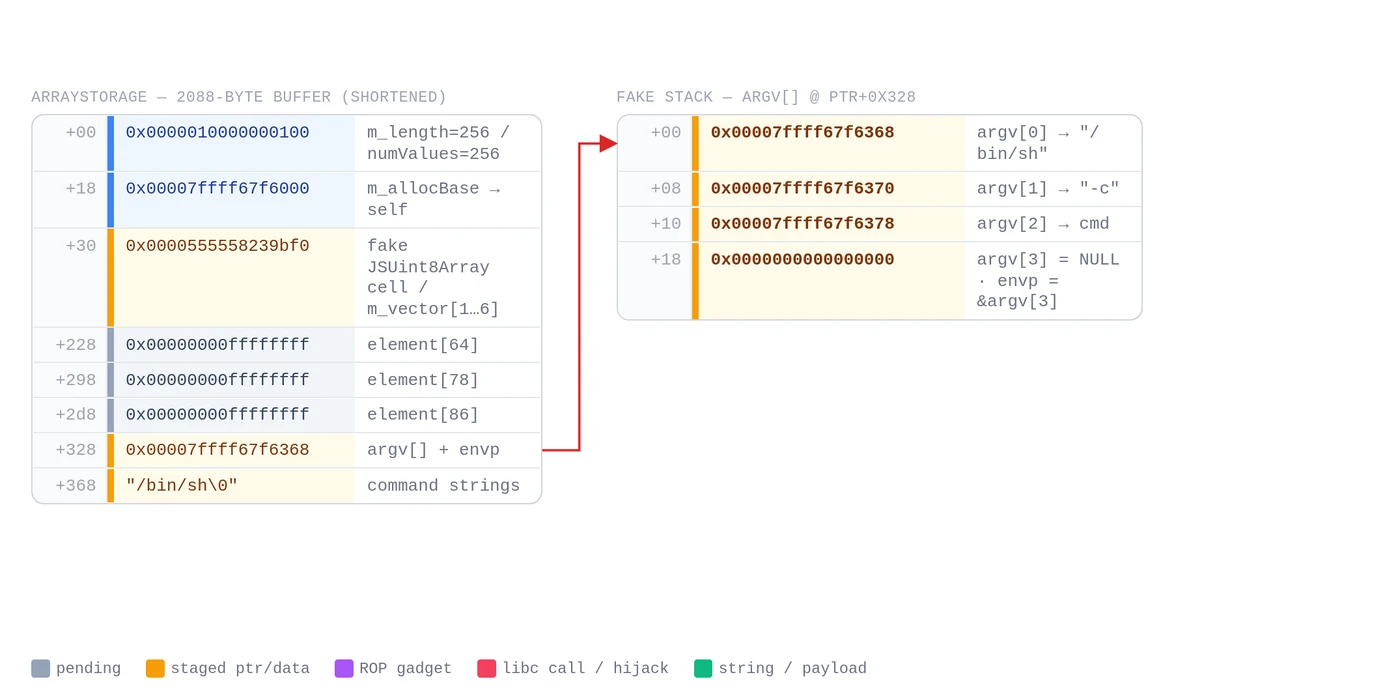 ARRAYSTORAGE — 2088-BYTE BUFFER (SHORTENED)
+00 0x0000010000000100 m_length=256 /
numValues=256
+18 0x00007ffff67f6000 m_allocBase →
self
+30 0x0000555558239bf0 fake
JSUint8Array
cell /
m_vector[1…6]
+228 0x00000000ffffffff element[64]
+298 0x00000000ffffffff element[78]
+2d8 0x00000000ffffffff element[86]
+328 0x00007ffff67f6368 argv[] + envp
+368 "/bin/sh\0" command strings
FAKE STACK — ARGV[] @ PTR+0X328
+00 0x00007ffff67f6368 argv[0] → "/
bin/sh"
+08 0x00007ffff67f6370 argv[1] → "-c"
+10 0x00007ffff67f6378 argv[2] → cmd
+18 0x0000000000000000 argv[3] = NULL
· envp =
&argv[3]
pending staged ptr/data ROP gadget libc call / hijack string / payload